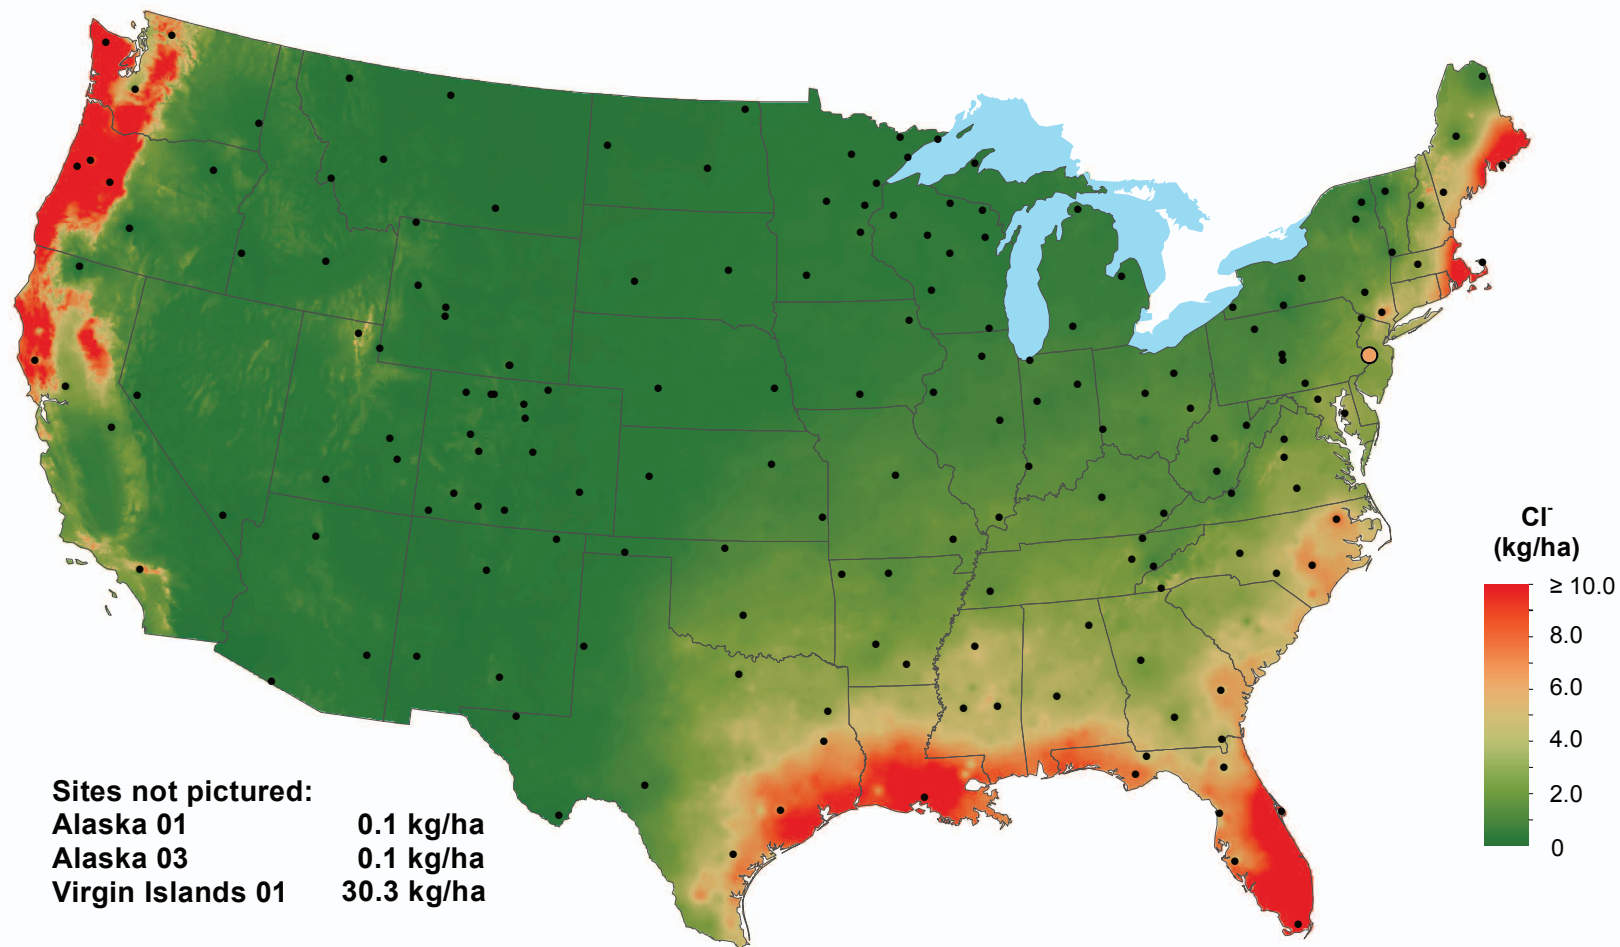 Sites not pictured:
Alaska 01 0.1 kg/ha
Alaska 03 0.1 kg/ha
Virgin Islands 01 30.3 kg/ha
Cl⁻
(kg/ha)
≥ 10.0
8.0
6.0
4.0
2.0
0